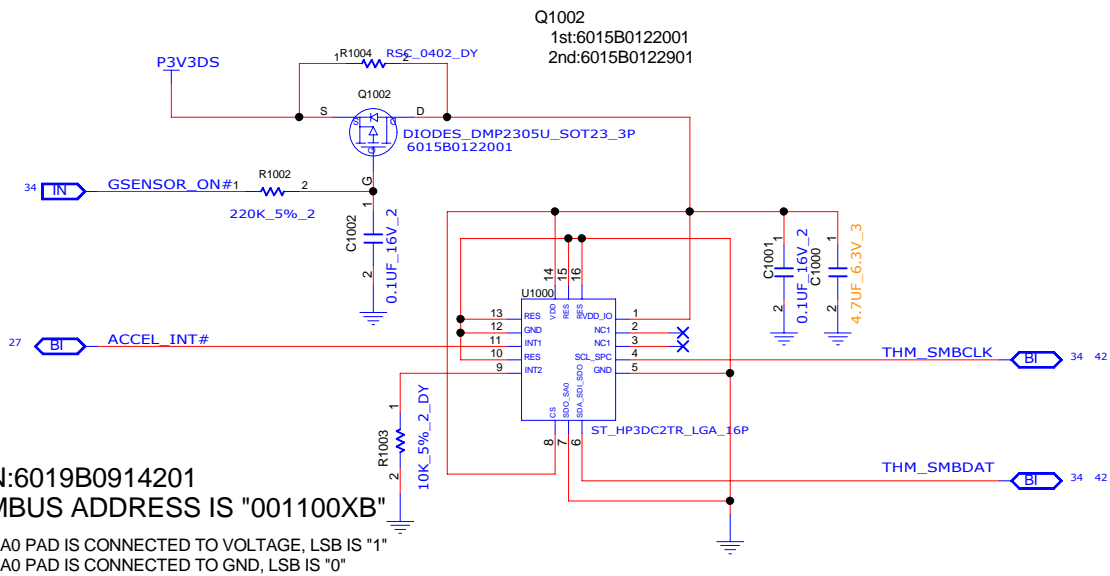 Q1002
1st:6015B0122001
2nd:6015B0122901
P3V3DS
1 R1004 2 RSC_0402_DY
Q1002
S D
S D
G
DIODES_DMP2305U_SOT23_3P
6015B0122001
34 IN GSENSOR_ON# 1 R1002 2
220K_5%_2
G
1
C1002
2
0.1UF_16V_2
1
C1001
2
0.1UF_16V_2
1
C1000
2
4.7UF_6.3V_3
14 15 16
U1000
VDD RES RES
13 RES VDD_IO 1
12 GND NC1 2
11 INT1 NC1 3
10 RES SCL_SPC 4
9 INT2 GND 5
CS SDO_SA0 SDA_SDI_SDO
8 7 6
ST_HP3DC2TR_LGA_16P
27 BI ACCEL_INT#
THM_SMBCLK BI 34 42
THM_SMBDAT BI 34 42
1
R1003
2
10K_5%_2_DY
N:6019B0914201
MBUS ADDRESS IS "001100XB"
A0 PAD IS CONNECTED TO VOLTAGE, LSB IS "1"
A0 PAD IS CONNECTED TO GND, LSB IS "0"